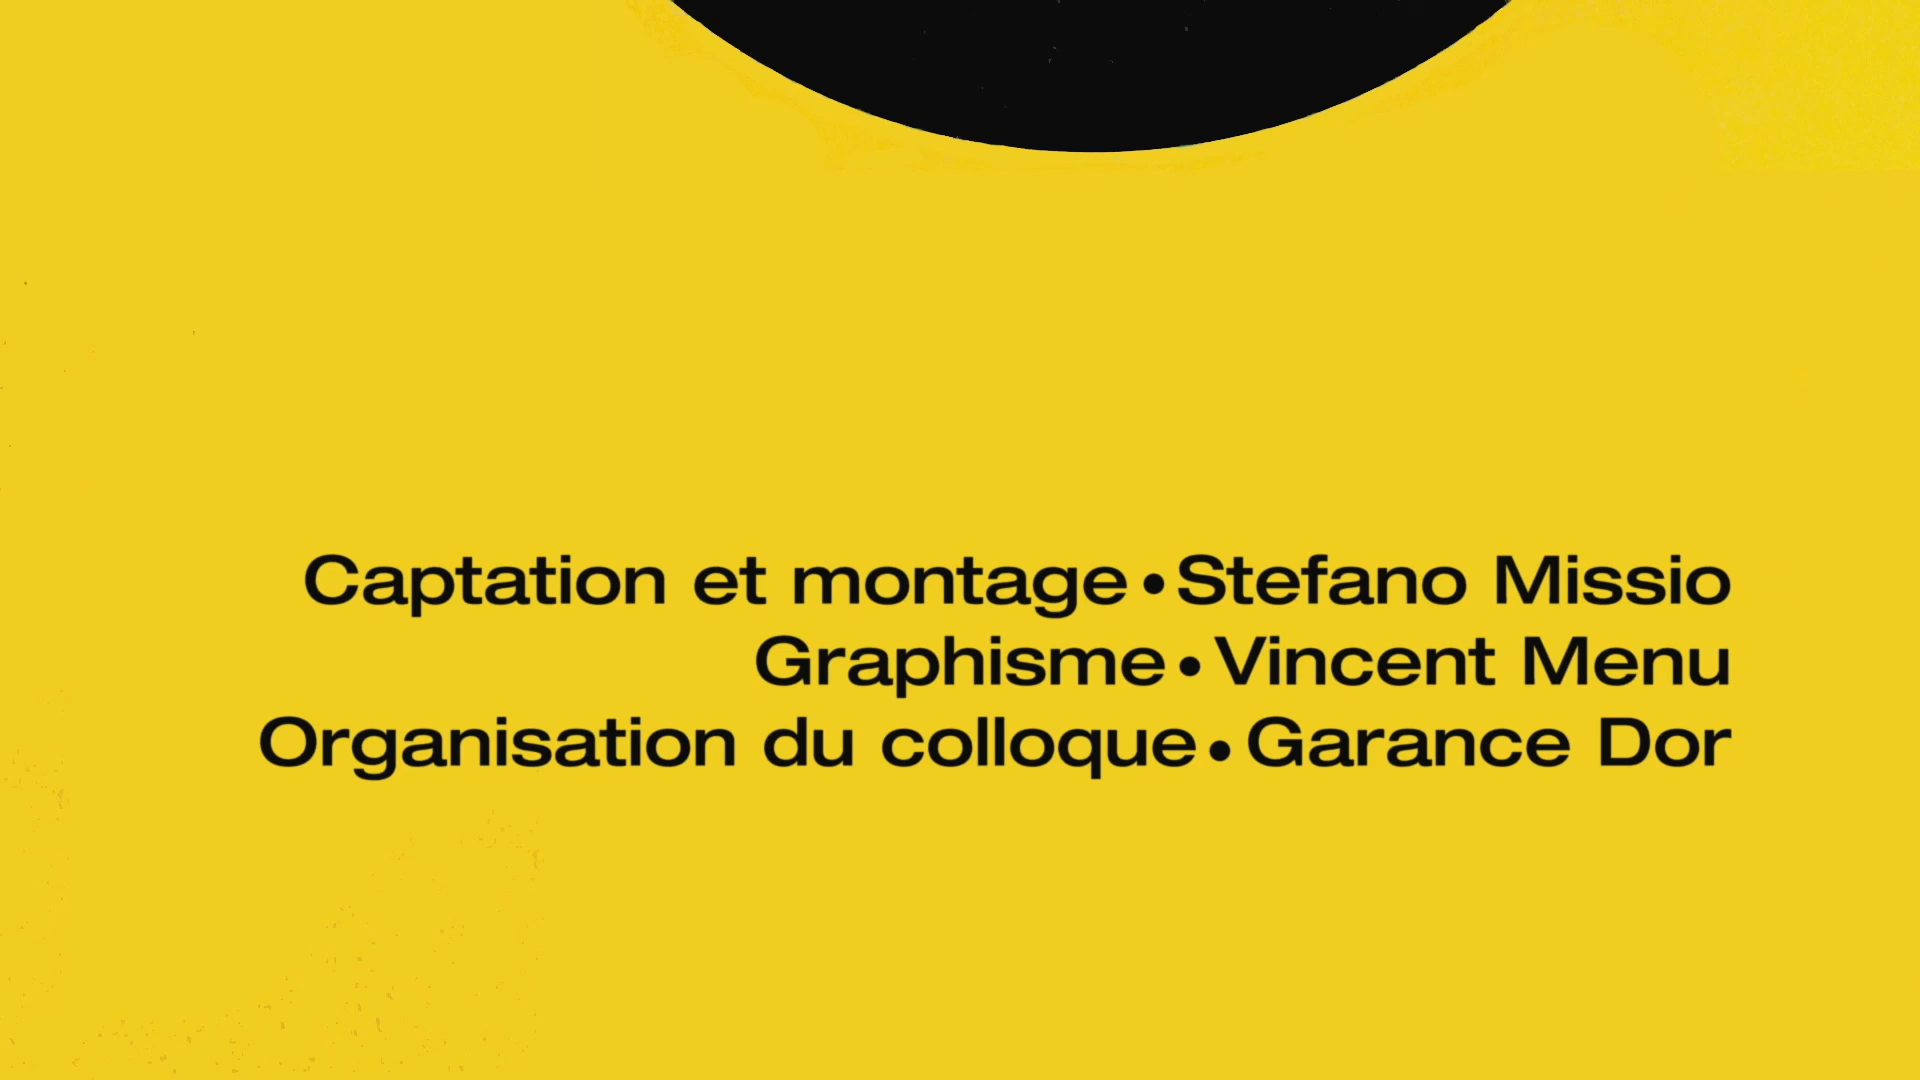 Captation et montage•Stefano Missio
Graphisme•Vincent Menu
Organisation du colloque•Garance Dor